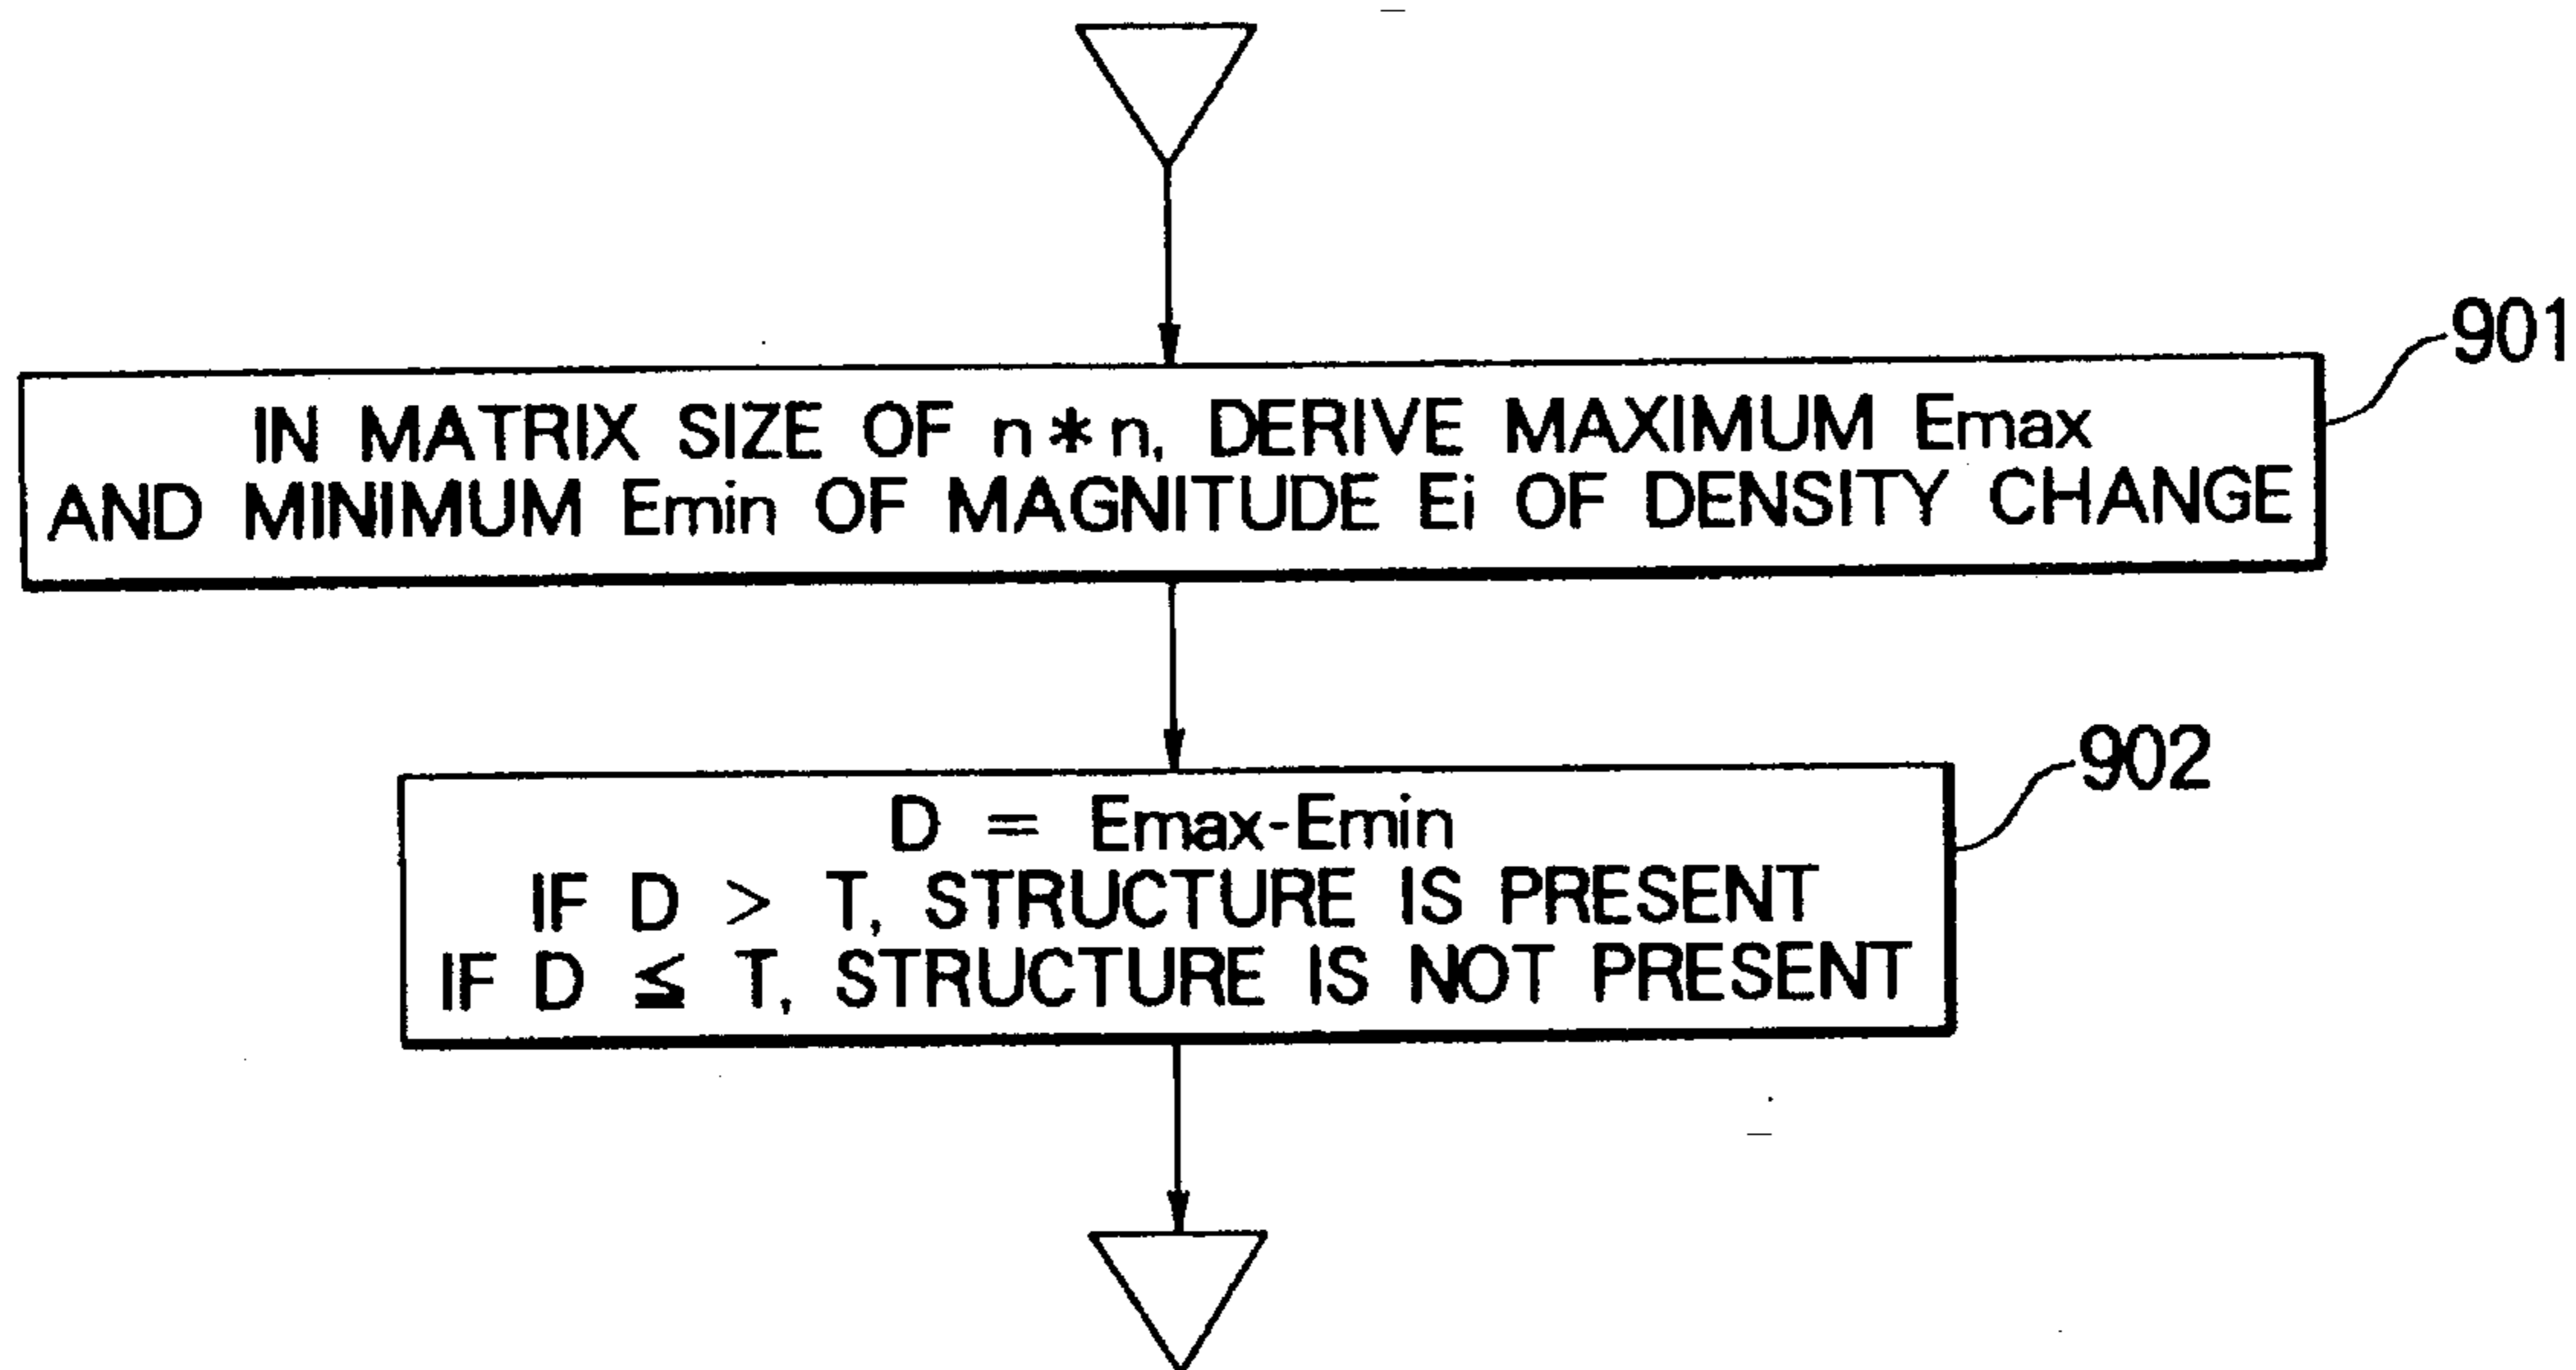 901
IN MATRIX SIZE OF n*n, DERIVE MAXIMUM Emax
AND MINIMUM Emin OF MAGNITUDE Ei OF DENSITY CHANGE
902
D = Emax-Emin
IF D > T, STRUCTURE IS PRESENT
IF D ≦ T, STRUCTURE IS NOT PRESENT